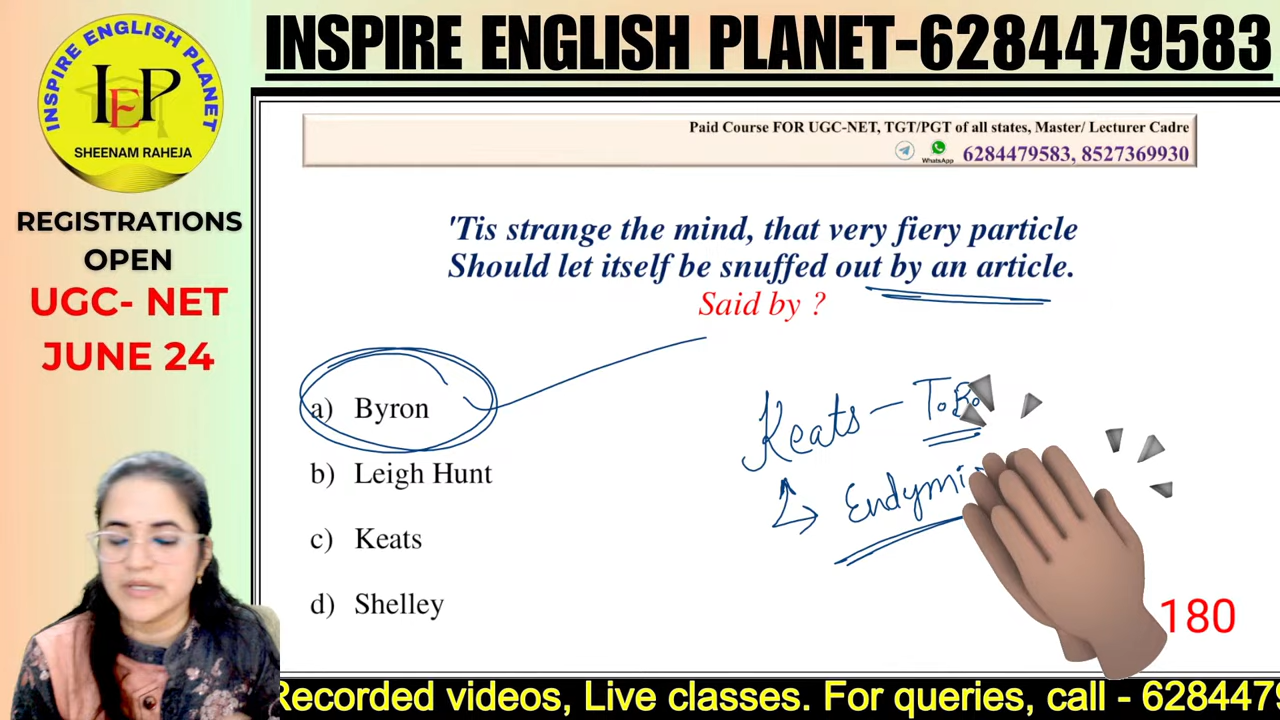 INSPIRE ENGLISH PLANET-6284479583
INSPIRE ENGLISH PLANET
IEP
SHEENAM RAHEJA
REGISTRATIONS
OPEN
UGC- NET
JUNE 24
Paid Course FOR UGC-NET, TGT/PGT of all states, Master/ Lecturer Cadre
WhatsApp 6284479583, 8527369930
'Tis strange the mind, that very fiery particle
Should let itself be snuffed out by an article.
Said by ?
a) Byron
b) Leigh Hunt
c) Keats
d) Shelley
Keats - T.B.
Endymi
180
Recorded videos, Live classes. For queries, call - 628447